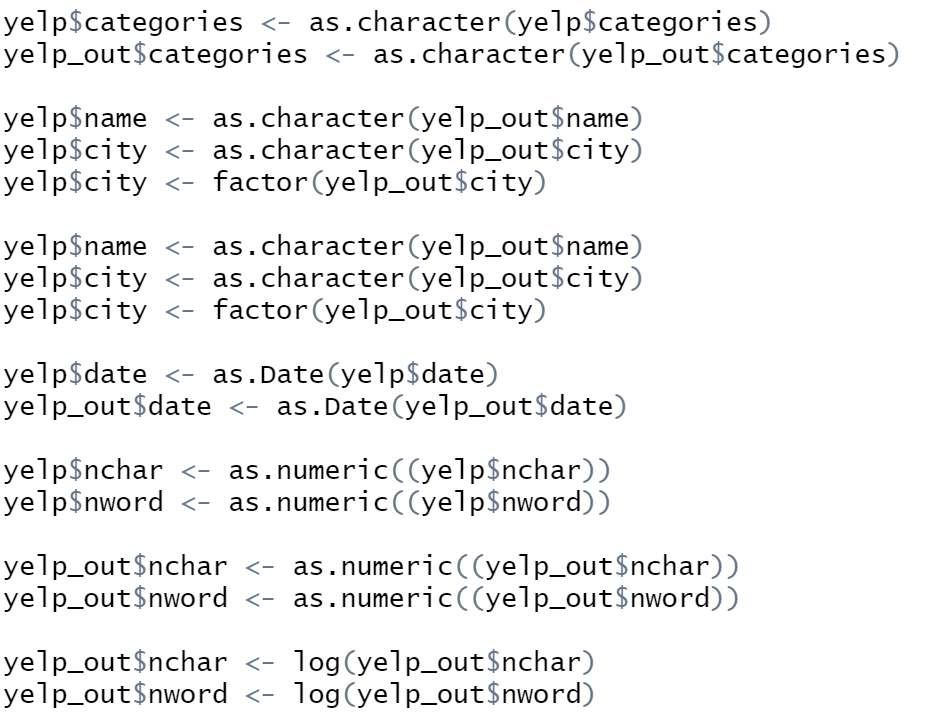 yelp$categories <- as.character(yelp$categories)
yelp_out$categories <- as.character(yelp_out$categories)
yelp$name <- as.character(yelp_out$name)
yelp$city <- as.character(yelp_out$city)
yelp$city <- factor(yelp_out$city)
yelp$name <- as.character(yelp_out$name)
yelp$city <- as.character(yelp_out$city)
yelp$city <- factor(yelp_out$city)
yelp$date <- as.Date(yelp$date)
yelp_out$date <- as.Date(yelp_out$date)
yelp$nchar <- as.numeric((yelp$nchar))
yelp$nword <- as.numeric((yelp$nword))
yelp_out$nchar <- as.numeric((yelp_out$nchar))
yelp_out$nword <- as.numeric((yelp_out$nword))
yelp_out$nchar <- log(yelp_out$nchar)
yelp_out$nword <- log(yelp_out$nword)